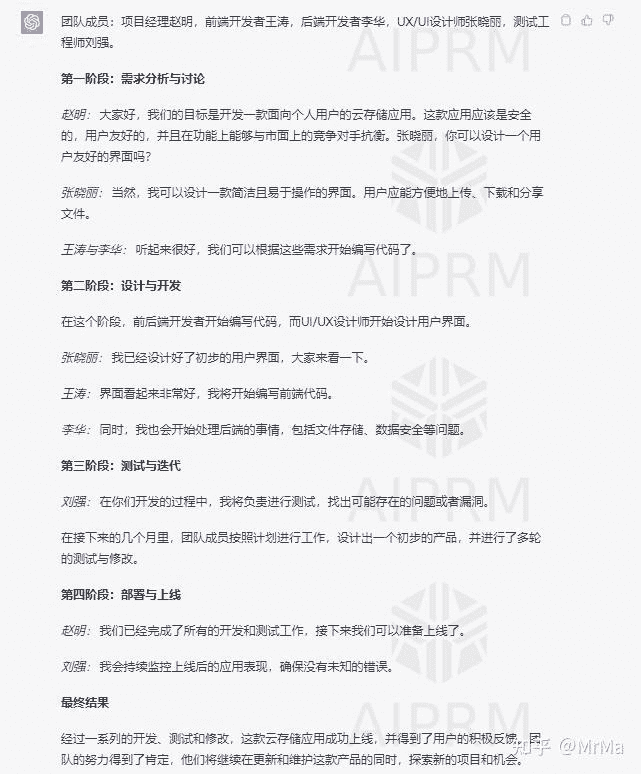 团队成员：项目经理赵明，前端开发者王涛，后端开发者李华，UX/UI设计师张晓丽，测试工
程师刘强。
AIPRM
第一阶段：需求分析与讨论
赵明：大家好，我们的目标是开发一款面向个人用户的云存储应用。这款应用应该是安全
的，用户友好的，并且在功能上能够与市面上的竞争对手抗衡。张晓丽，你可以设计一个用
户友好的界面吗？
张晓丽：当然，我可以设计一款简洁且易于操作的界面。用户应能方便地上传、下载和分享
文件。
王涛与李华：听起来很好，我们可以根据这些需求开始编写代码了。
AIPRM
第二阶段：设计与开发
在这个阶段，前后端开发者开始编写代码，而UI/UX设计师开始设计用户界面。
张晓丽：我已经设计好了初步的用户界面，大家来看一下。
王涛：界面看起来非常好，我将开始编写前端代码。
李华：同时，我也会开始处理后端的事情，包括文件存储、数据安全等问题。
第三阶段：测试与迭代
刘强：在你们开发的过程中，我将负责进行测试，找出可能存在的问题或者漏洞。
AIPRM
在接下来的几个月里，团队成员按照计划进行工作，设计出一个初步的产品，并进行了多轮
的测试与修改。
第四阶段：部署与上线
赵明：我们已经完成了所有的开发和测试工作，接下来我们可以准备上线了。
刘强：我会持续监控上线后的应用表现，确保没有未知的错误。
最终结果
AIPRM
经过一系列的开发、测试和修改，这款云存储应用成功上线，并得到了用户的积极反馈。团
队的努力得到了肯定，他们将继续在更新和维护这款产品的同时，探索新的项目和机会。
知乎 @MrMa